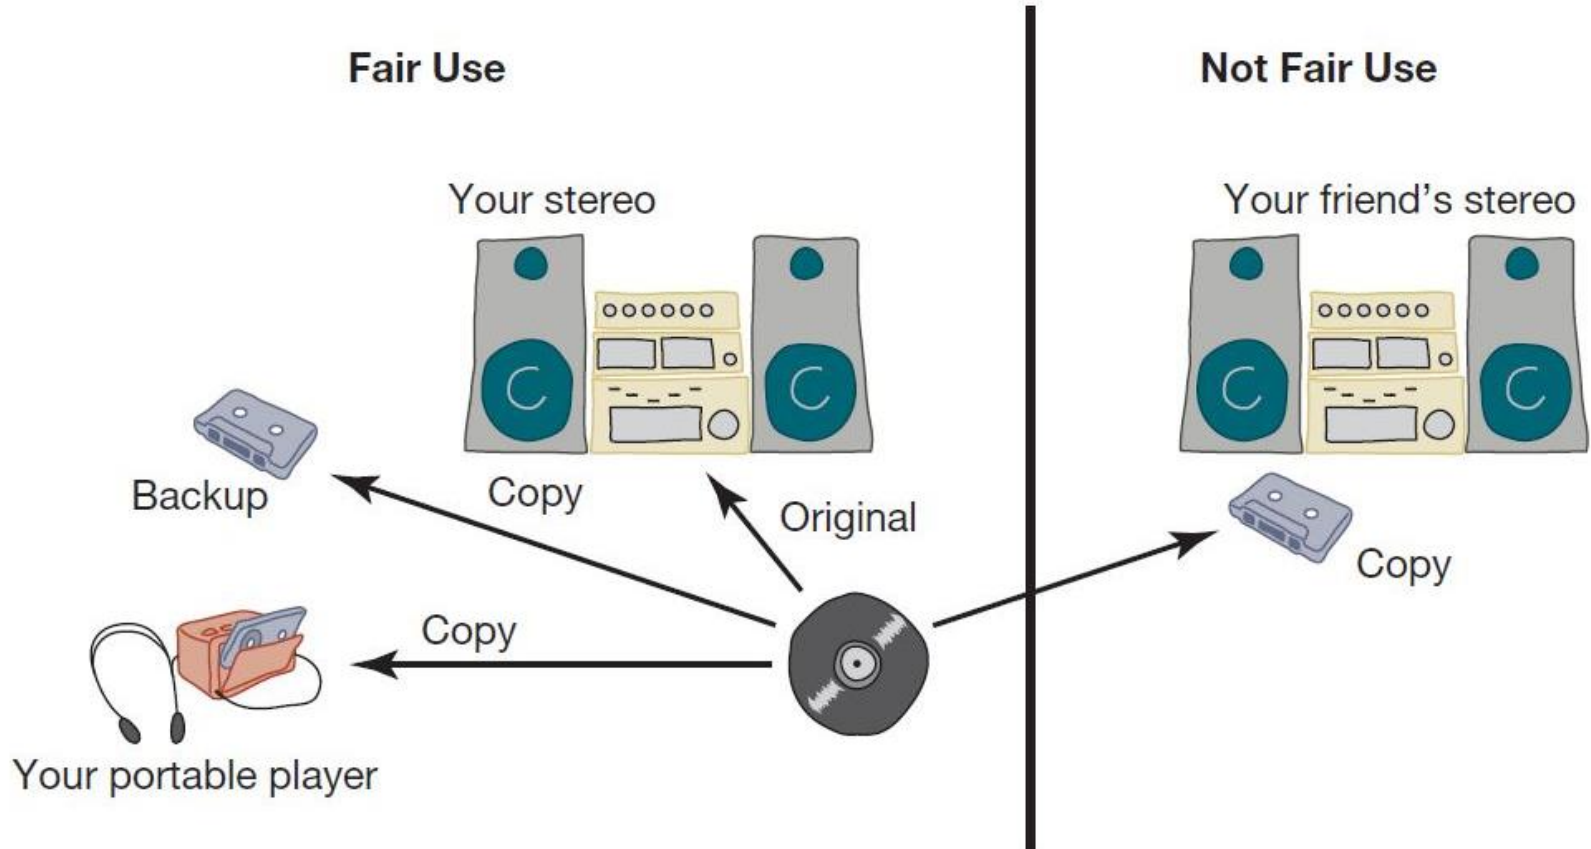 Fair Use
Not Fair Use
Your stereo
Your friend's stereo
Backup
Copy
Original
Copy
Copy
Your portable player